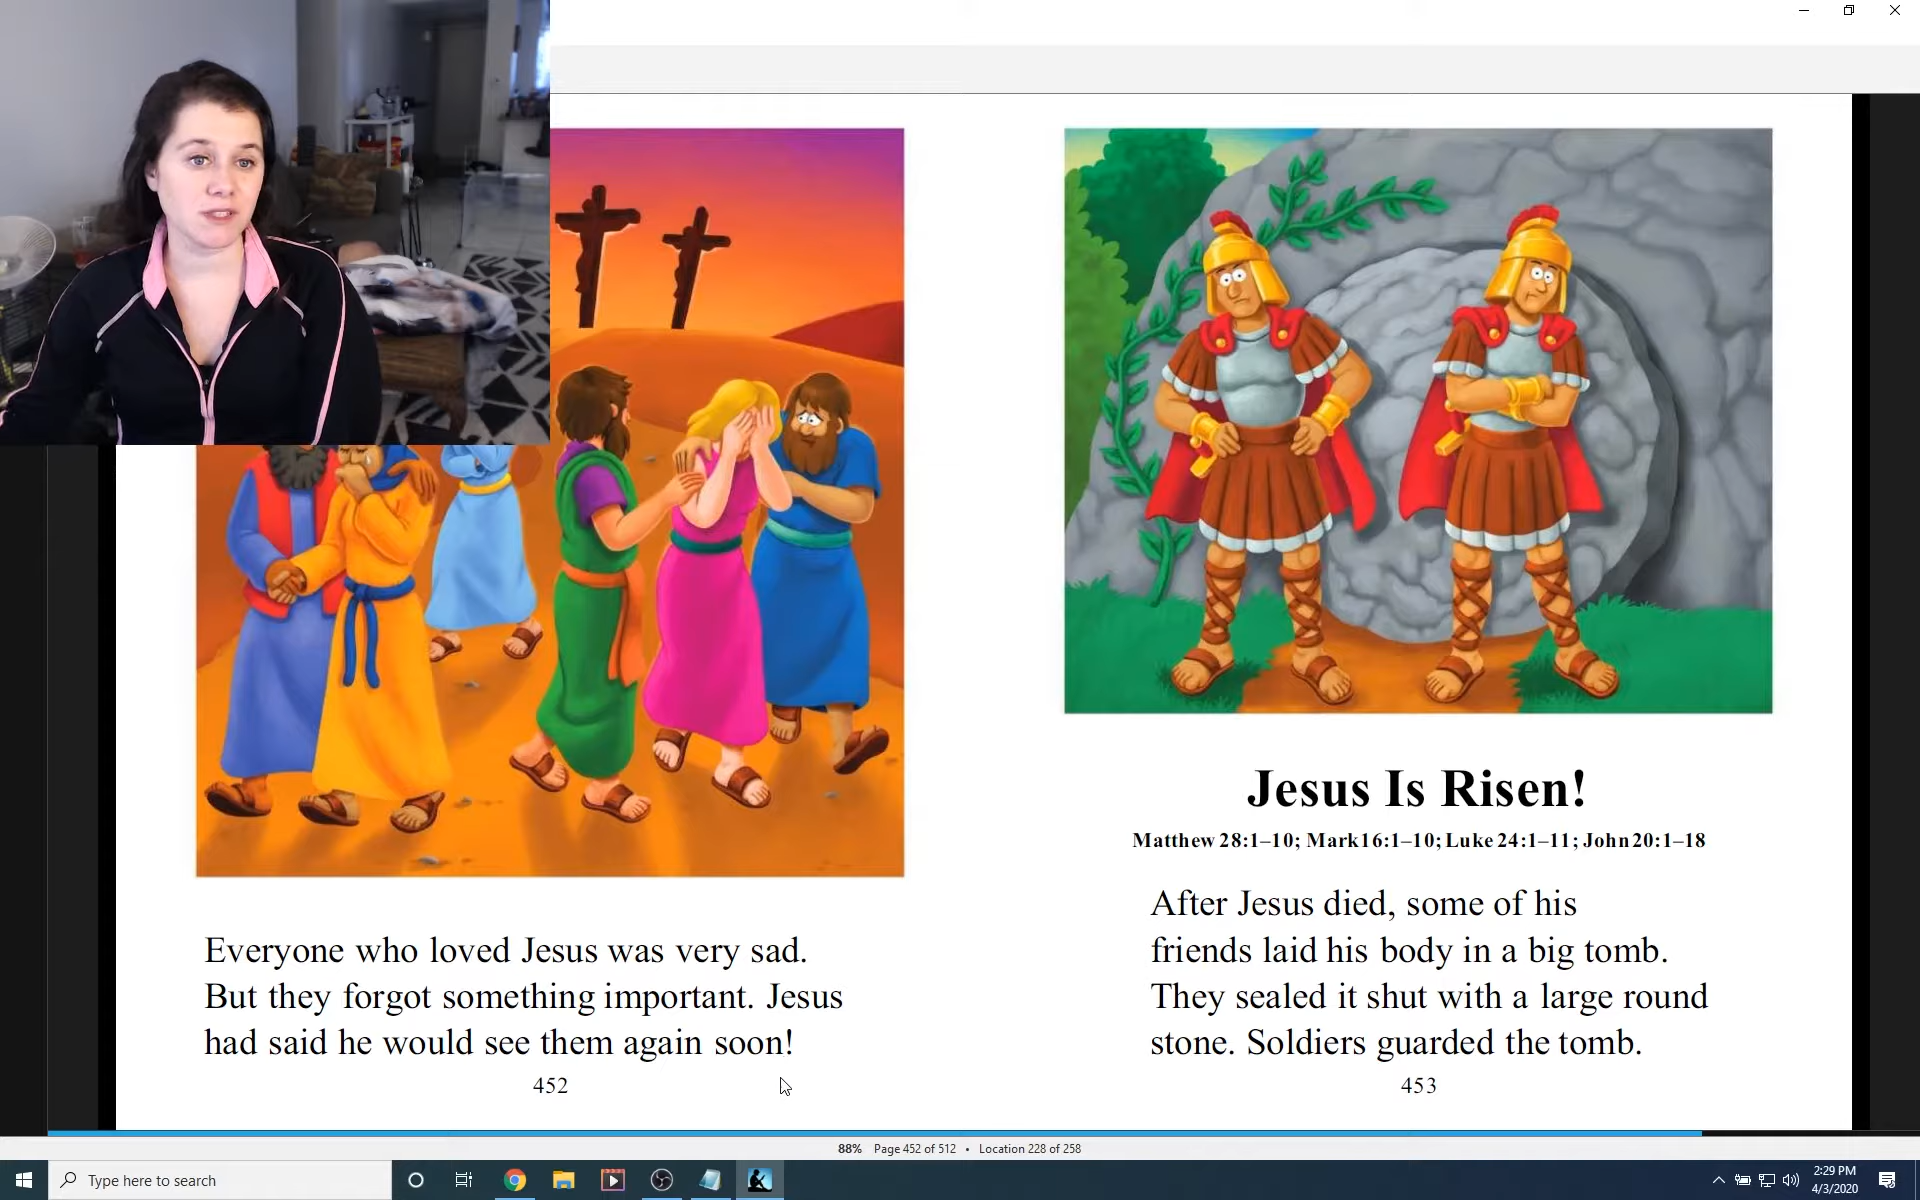 Everyone who loved Jesus was very sad.
But they forgot something important. Jesus
had said he would see them again soon!
452
Jesus Is Risen!
Matthew 28:1–10; Mark16:1–10; Luke 24:1–11; John20:1–18
After Jesus died, some of his
friends laid his body in a big tomb.
They sealed it shut with a large round
stone. Soldiers guarded the tomb.
453
88% Page 452 of 512 • Location 228 of 258
Type here to search
2:29 PM
4/3/2020